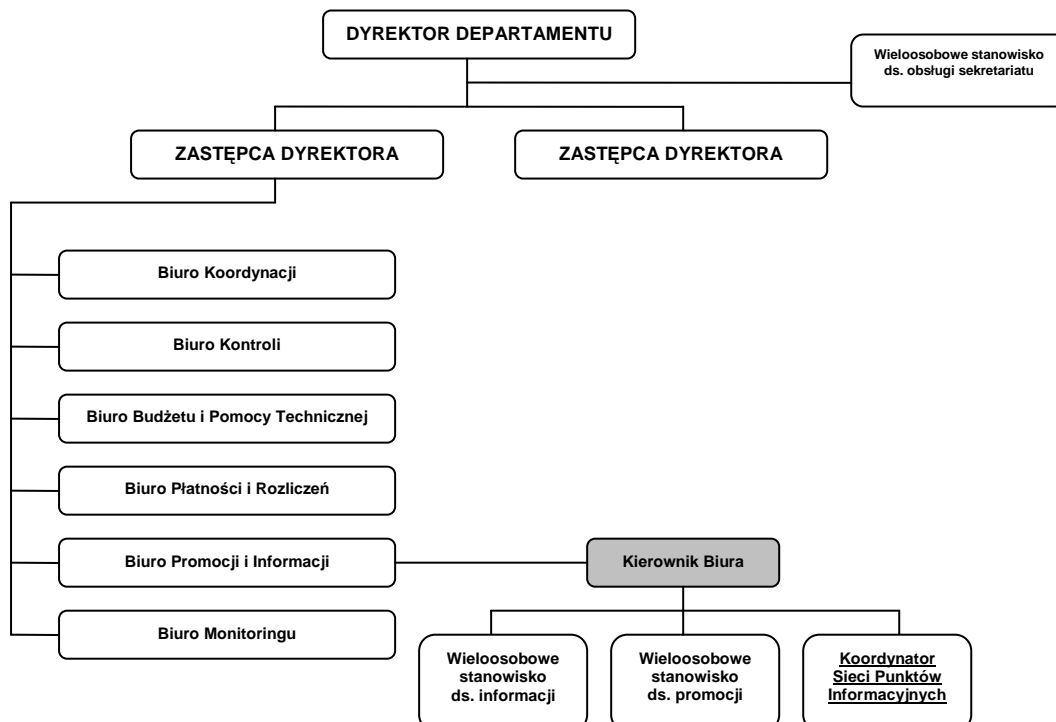 DYREKTOR DEPARTAMENTU
Wieloosobowe stanowisko
ds. obsługi sekretariatu
ZASTĘPCA DYREKTORA
ZASTĘPCA DYREKTORA
Biuro Koordynacji
Biuro Kontroli
Biuro Budżetu i Pomocy Technicznej
Biuro Płatności i Rozliczeń
Biuro Promocji i Informacji
Kierownik Biura
Biuro Monitoringu
Wieloosobowe
stanowisko
ds. informacji
Wieloosobowe
stanowisko
ds. promocji
Koordynator
Sieci Punktów
Informacyjnych